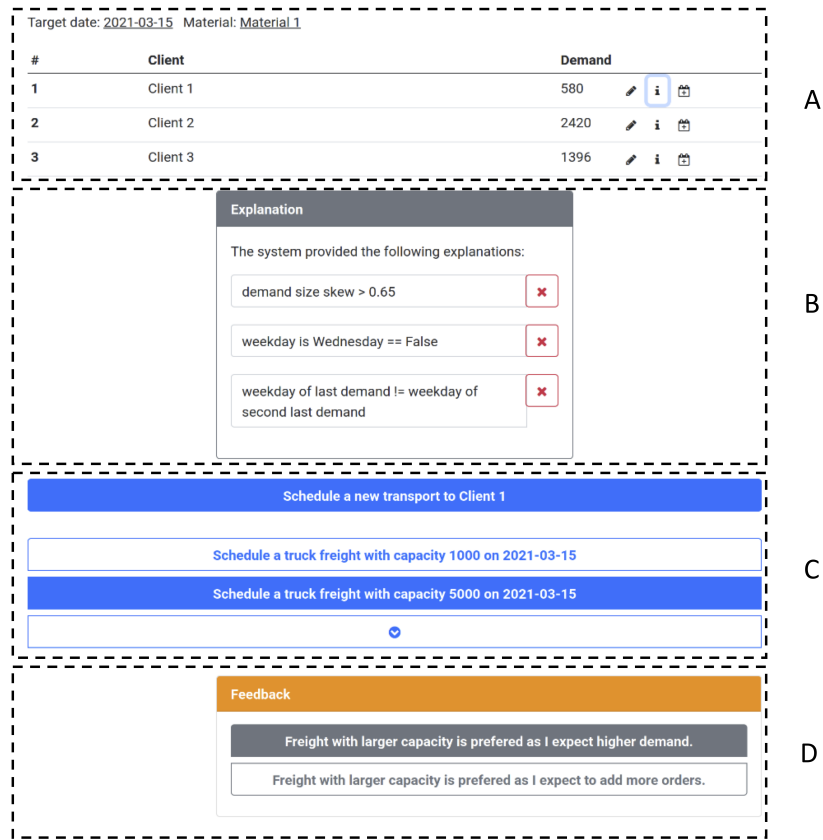 Target date: 2021-03-15 Material: Material 1
# Client Demand
1 Client 1 580
2 Client 2 2420
3 Client 3 1396
A
Explanation
The system provided the following explanations:
demand size skew > 0.65
weekday is Wednesday == False
weekday of last demand != weekday of
second last demand
B
Schedule a new transport to Client 1
Schedule a truck freight with capacity 1000 on 2021-03-15
Schedule a truck freight with capacity 5000 on 2021-03-15
C
Feedback
Freight with larger capacity is prefered as I expect higher demand.
Freight with larger capacity is prefered as I expect to add more orders.
D